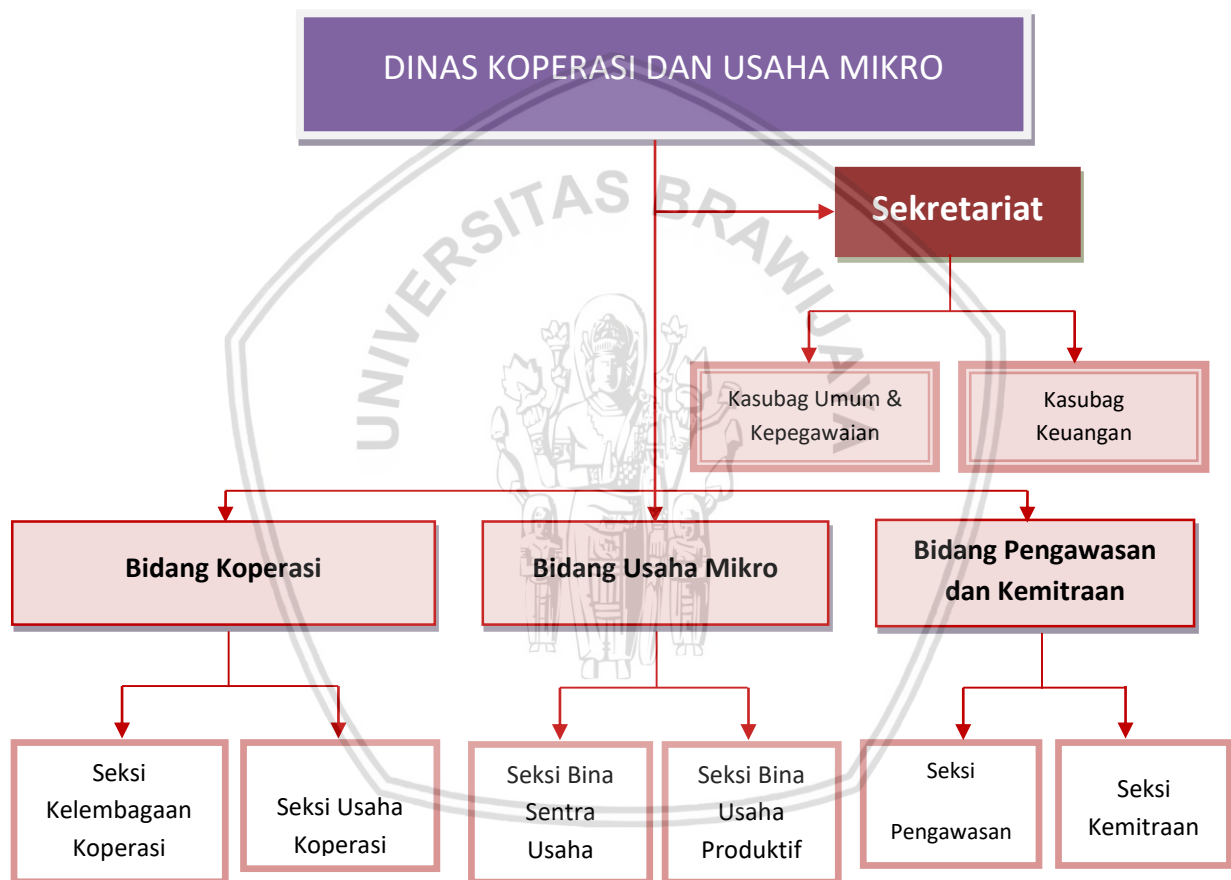 DINAS KOPERASI DAN USAHA MIKRO
UNIVERSITAS BRAWIJAYA
Sekretariat
Kasubag Umum &
Kepegawaian
Kasubag
Keuangan
Bidang Koperasi
Bidang Usaha Mikro
Bidang Pengawasan
dan Kemitraan
Seksi
Kelembagaan
Koperasi
Seksi Usaha
Koperasi
Seksi Bina
Sentra
Usaha
Seksi Bina
Usaha
Produktif
Seksi
Pengawasan
Seksi
Kemitraan